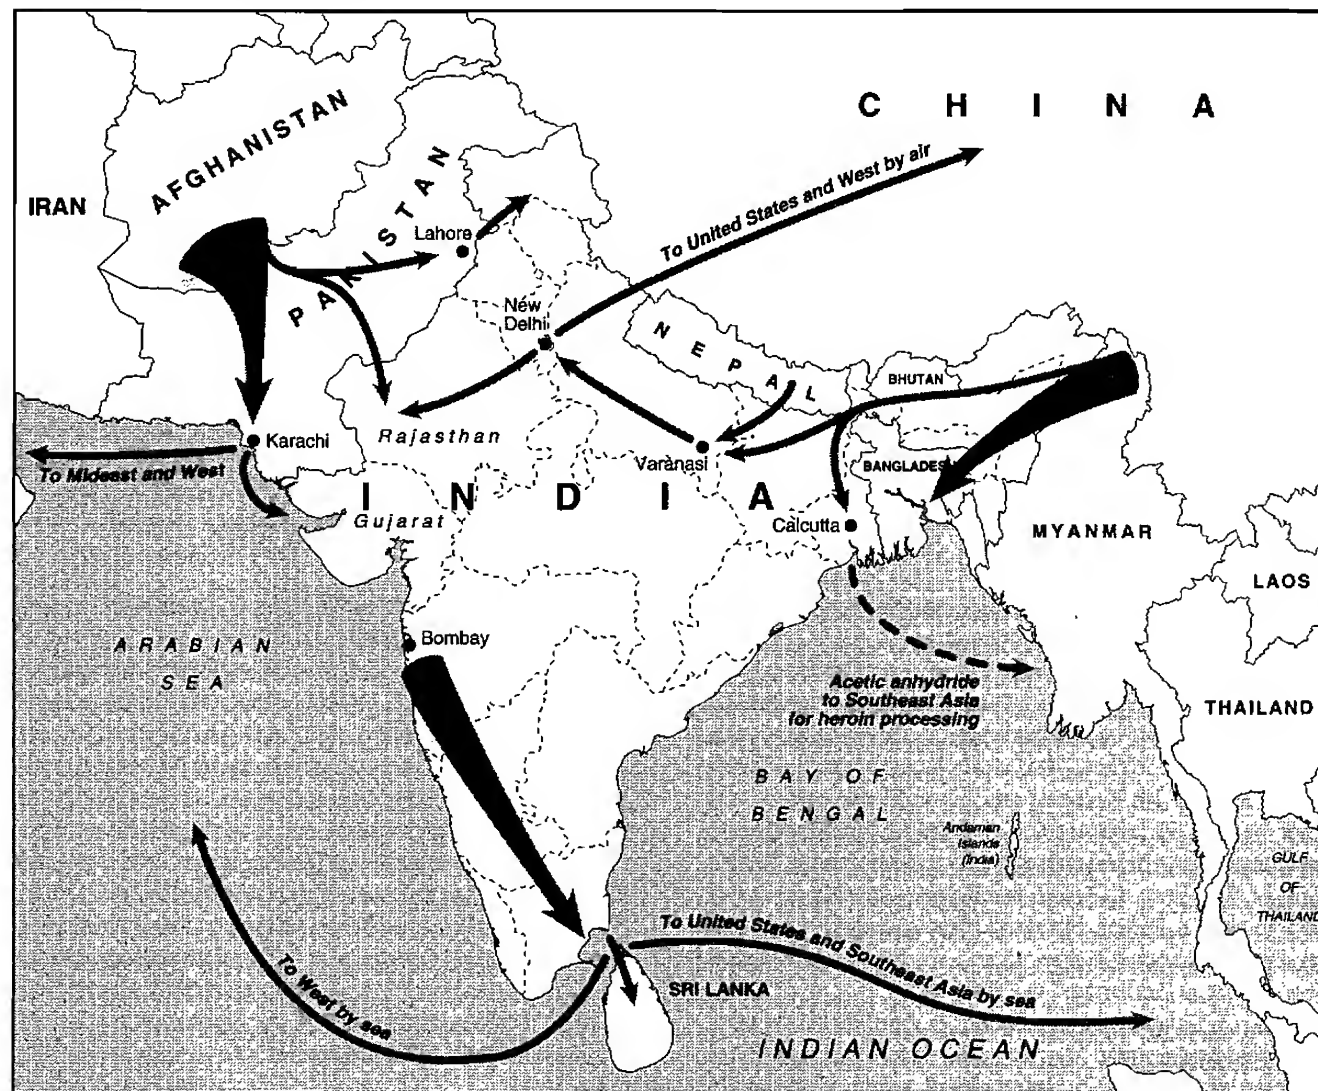 CHINA
AFGHANISTAN
IRAN
PAKISTAN
Lahore
To United States and West by air
New
Delhi
NEPAL
BHUTAN
Karachi
Rajasthan
Varanasi
BANGLADESH
To Mideast and West
INDIA
Gujarat
Calcutta
MYANMAR
LAOS
ARABIAN
SEA
Bombay
Acetic anhydride
to Southeast Asia
for heroin processing
THAILAND
BAY OF
BENGAL
Andaman
Islands
(India)
GULF
OF
THAILAND
To United States and Southeast Asia by sea
To West by sea
SRI LANKA
INDIAN OCEAN